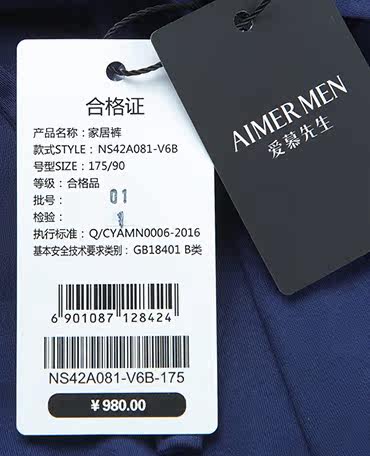 合格证
产品名称：家居裤
款式STYLE：NS42A081-V6B
号型SIZE：175/90
等级：合格品
批号： 01
检验： 1
执行标准：Q/CYAMN0006-2016
基本安全技术要求类别： GB18401 B类
6901087128424
NS42A081-V6B-175
¥980.00
AIMER MEN
爱慕先生